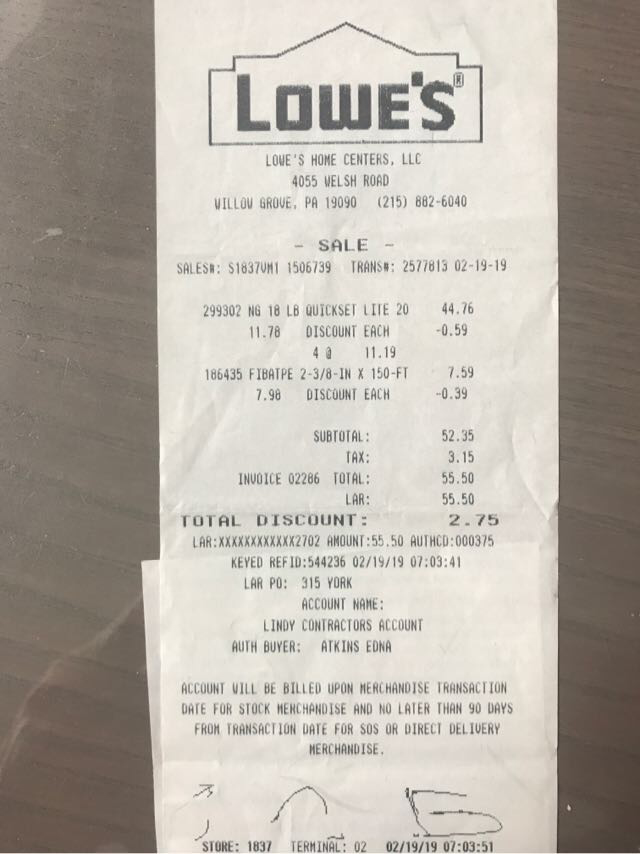 LOWE'S®
LOWE'S HOME CENTERS, LLC
4055 WELSH ROAD
WILLOW GROVE, PA 19090 (215) 882-6040
- SALE -
SALES#: S1837VM1 1506739 TRANS#: 2577813 02-19-19
299302 NG 18 LB QUICKSET LITE 20 44.76
11.78 DISCOUNT EACH -0.59
4 @ 11.19
186435 FIBATPE 2-3/8-IN X 150-FT 7.59
7.98 DISCOUNT EACH -0.39
SUBTOTAL: 52.35
TAX: 3.15
INVOICE 02286 TOTAL: 55.50
LAR: 55.50
TOTAL DISCOUNT: 2.75
LAR:XXXXXXXXXXXX2702 AMOUNT:55.50 AUTHCD:000375
KEYED REFID:544236 02/19/19 07:03:41
LAR PO: 315 YORK
ACCOUNT NAME:
LINDY CONTRACTORS ACCOUNT
AUTH BUYER: ATKINS EDNA
ACCOUNT WILL BE BILLED UPON MERCHANDISE TRANSACTION
DATE FOR STOCK MERCHANDISE AND NO LATER THAN 90 DAYS
FROM TRANSACTION DATE FOR SOS OR DIRECT DELIVERY
MERCHANDISE.
STORE: 1837 TERMINAL: 02 02/19/19 07:03:51